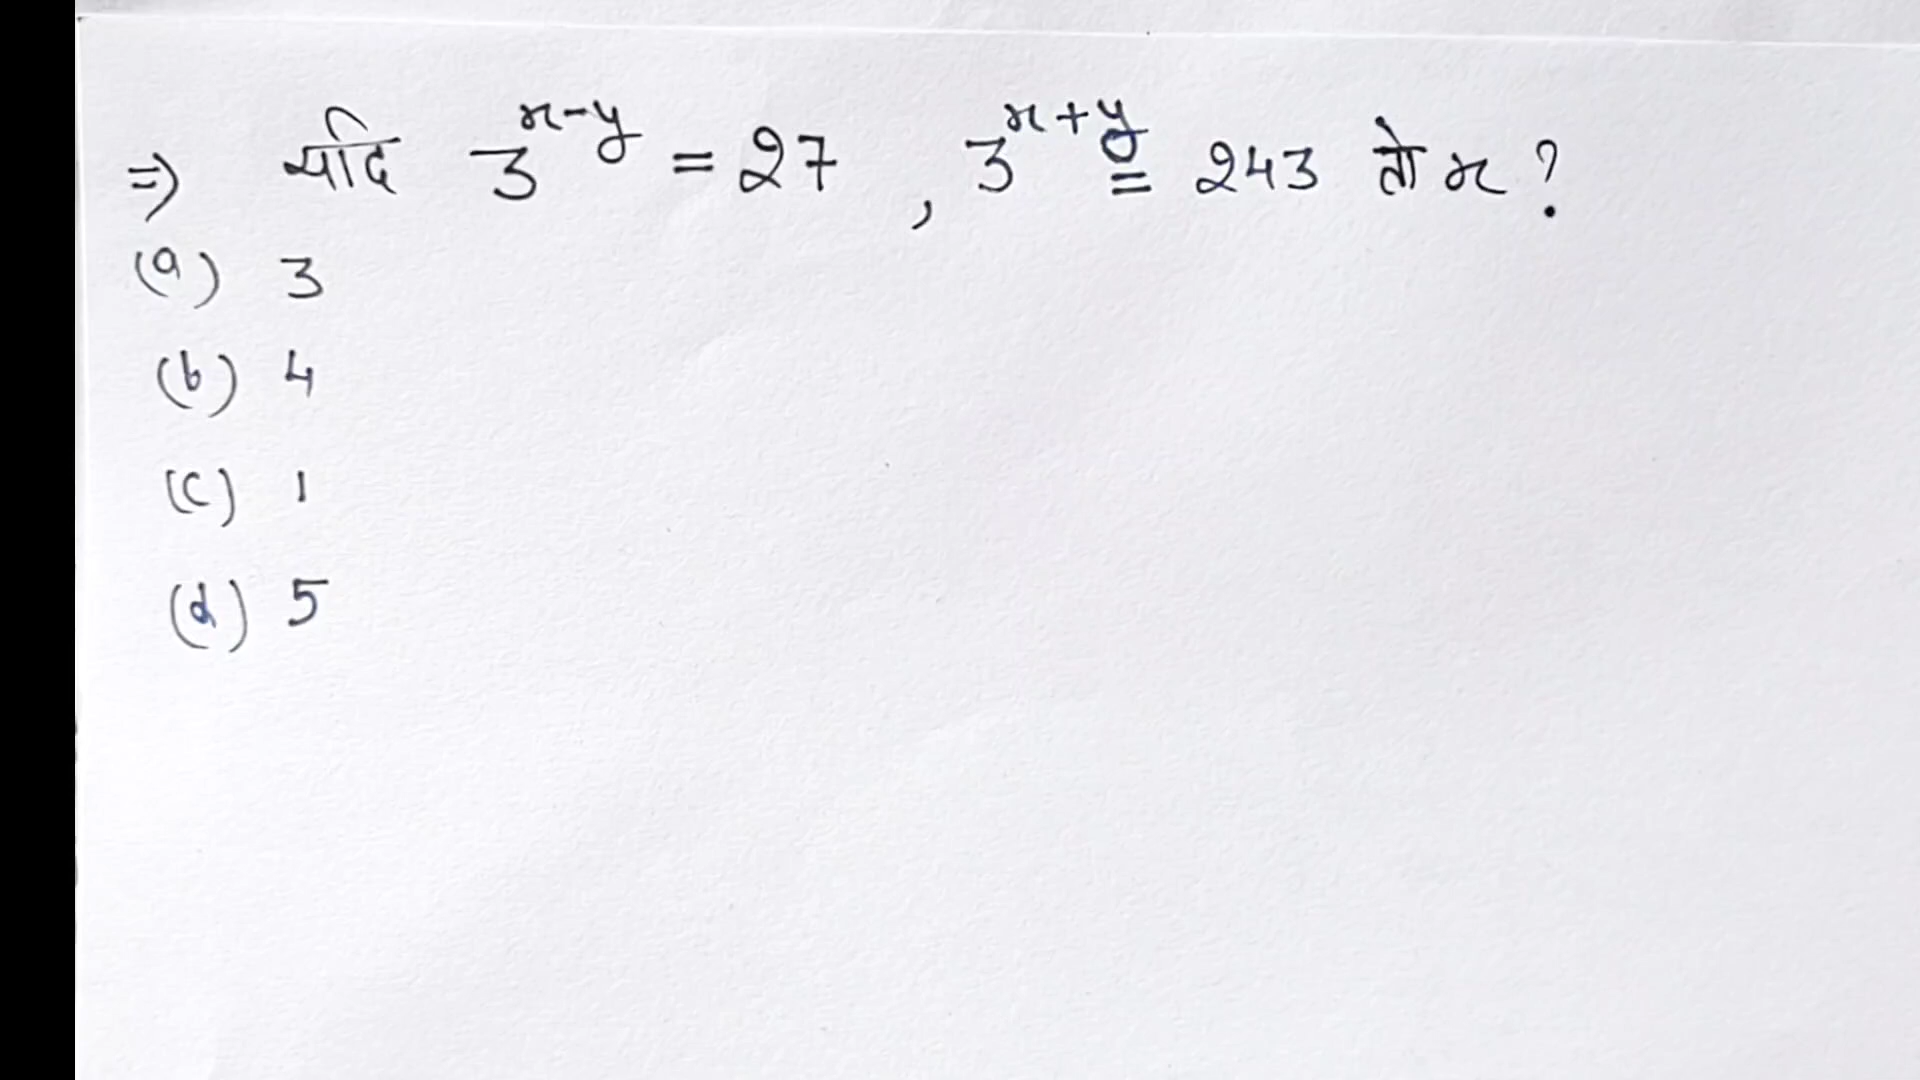 ⇒ यदि 3^{x-y} = 27 , 3^{x+y} = 243 तो x ?
(a) 3
(b) 4
(c) 1
(d) 5